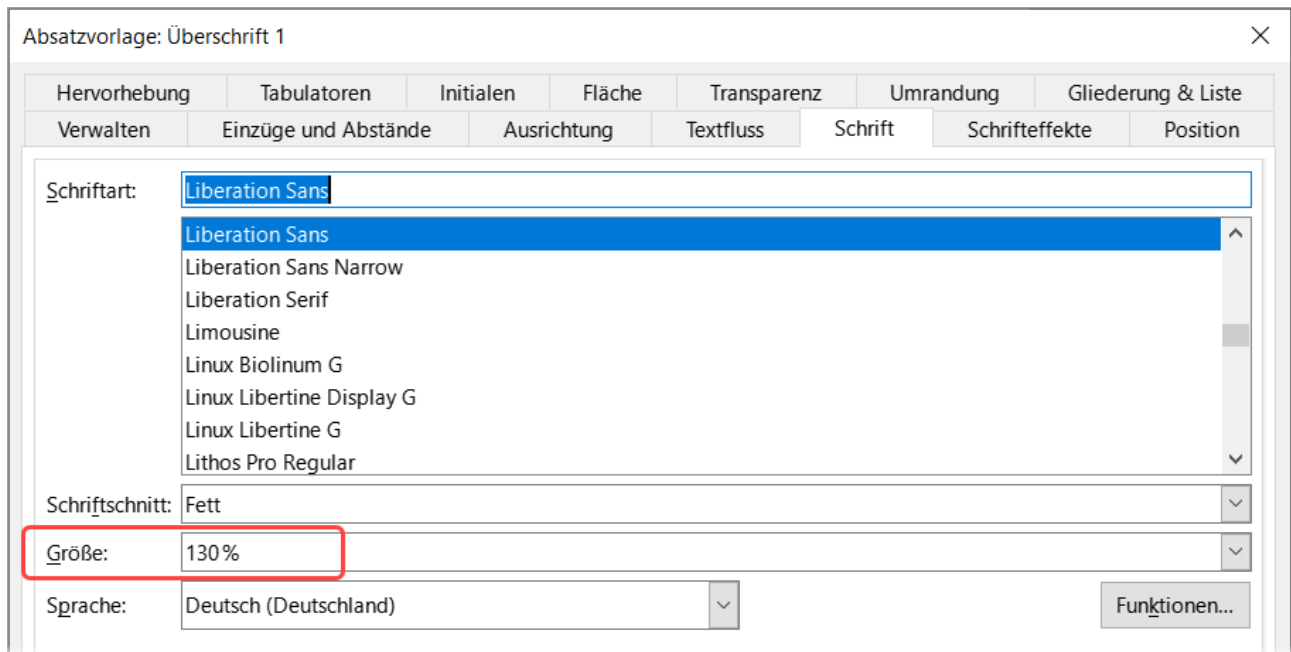 Absatzvorlage: Überschrift 1
Hervorhebung Tabulatoren Initialen Fläche Transparenz Umrandung Gliederung & Liste
Verwalten Einzüge und Abstände Ausrichtung Textfluss Schrift Schrifteffekte Position
Schriftart: Liberation Sans
Liberation Sans
Liberation Sans Narrow
Liberation Serif
Limousine
Linux Biolinum G
Linux Libertine Display G
Linux Libertine G
Lithos Pro Regular
Schriftschnitt: Fett
Größe: 130 %
Sprache: Deutsch (Deutschland) Funktionen...